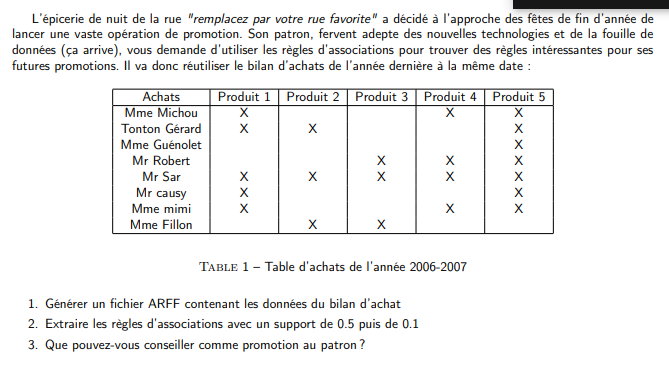 L'épicerie de nuit de la rue "remplacez par votre rue favorite" a décidé à l'approche des fêtes de fin d'année de
lancer une vaste opération de promotion. Son patron, fervent adepte des nouvelles technologies et de la fouille de
données (ça arrive), vous demande d'utiliser les règles d'associations pour trouver des règles intéressantes pour ses
futures promotions. Il va donc réutiliser le bilan d'achats de l'année dernière à la même date :
Achats Produit 1 Produit 2 Produit 3 Produit 4 Produit 5
Mme Michou X X X
Tonton Gérard X X X
Mme Guénolet X
Mr Robert X X X
Mr Sar X X X X X
Mr causy X X
Mme mimi X X X
Mme Fillon X X
TABLE 1 – Table d'achats de l'année 2006-2007
1. Générer un fichier ARFF contenant les données du bilan d'achat
2. Extraire les règles d'associations avec un support de 0.5 puis de 0.1
3. Que pouvez-vous conseiller comme promotion au patron ?